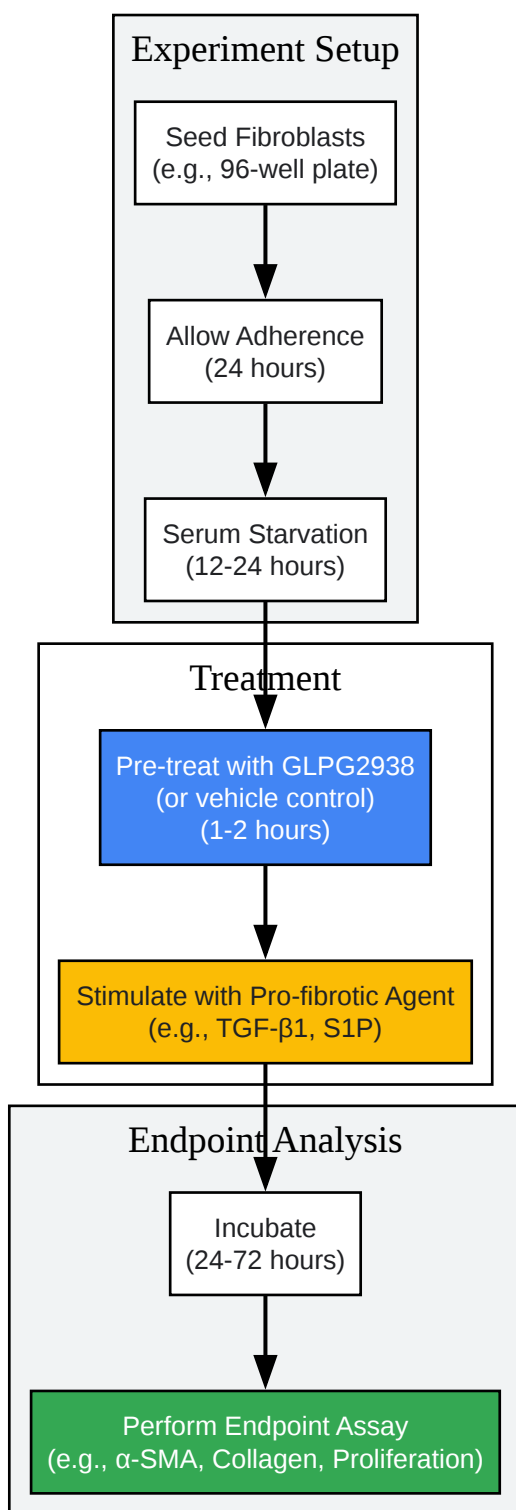 Experiment Setup
Seed Fibroblasts
(e.g., 96-well plate)
Allow Adherence
(24 hours)
Serum Starvation
(12-24 hours)
Treatment
Pre-treat with GLPG2938
(or vehicle control)
(1-2 hours)
Stimulate with Pro-fibrotic Agent
(e.g., TGF-β1, S1P)
Endpoint Analysis
Incubate
(24-72 hours)
Perform Endpoint Assay
(e.g., α-SMA, Collagen, Proliferation)